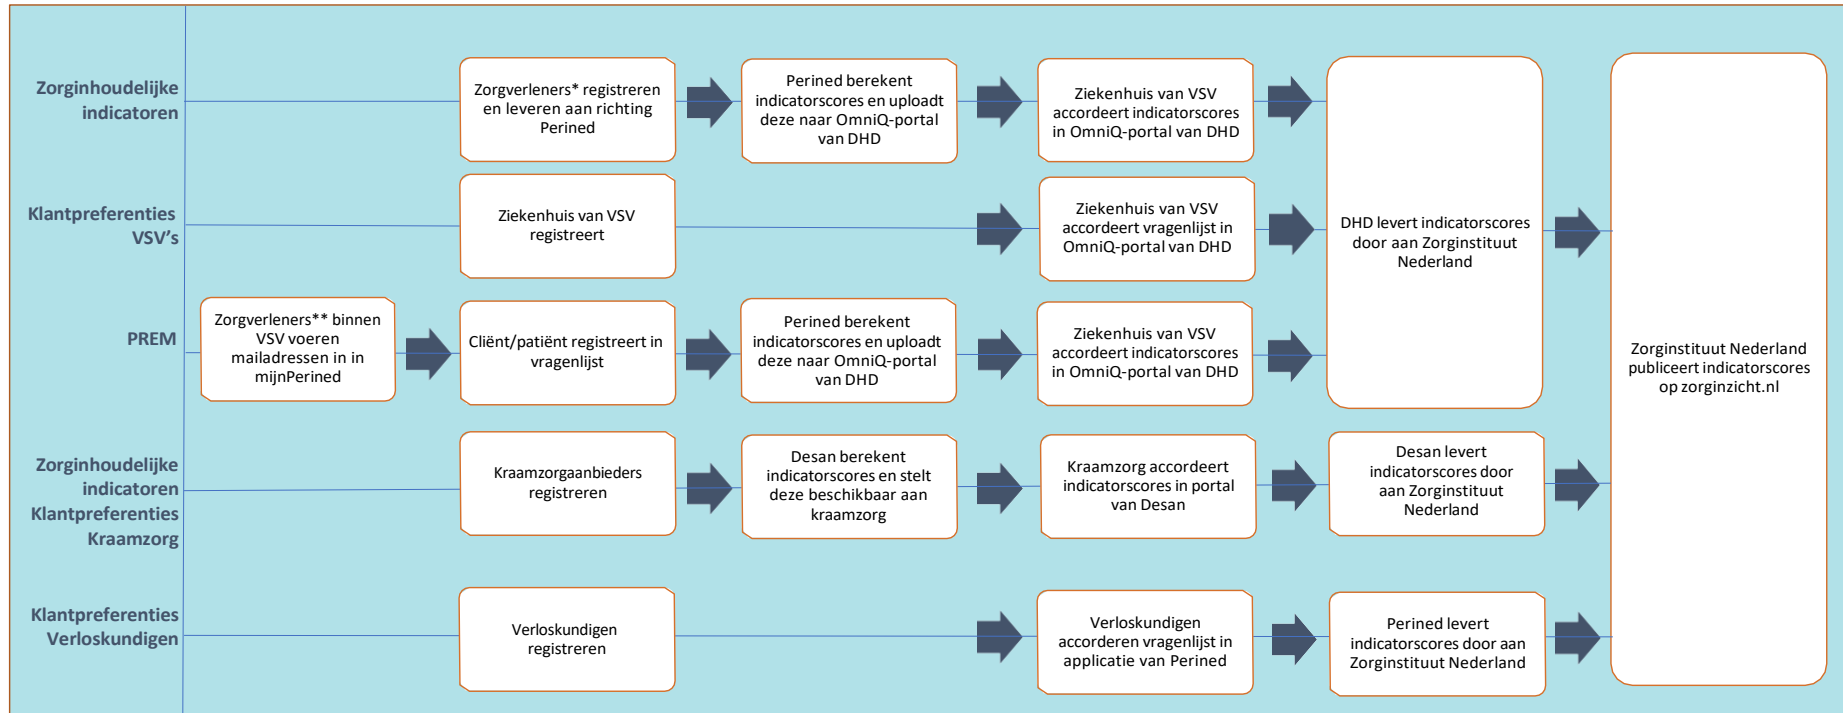 Zorginhoudelijke
indicatoren
Zorgverleners* registreren
en leveren aan richting
Perined
Perined berekent
indicatorscores en uploadt
deze naar OmniQ-portal
van DHD
Ziekenhuis van VSV
accordeert indicatorscores
in OmniQ-portal van DHD
Klantpreferenties
VSV's
Ziekenhuis van VSV
registreert
Ziekenhuis van VSV
accordeert vragenlijst in
OmniQ-portal van DHD
DHD levert indicatorscores
door aan Zorginstituut
Nederland
PREM
Zorgverleners** binnen
VSV voeren
mailadressen in in
mijnPerined
Cliënt/patiënt registreert in
vragenlijst
Perined berekent
indicatorscores en uploadt
deze naar OmniQ-portal
van DHD
Ziekenhuis van VSV
accordeert indicatorscores
in OmniQ-portal van DHD
Zorginstituut Nederland
publiceert indicatorscores
op zorginzicht.nl
Zorginhoudelijke
indicatoren
Klantpreferenties
Kraamzorg
Kraamzorgaanbieders
registreren
Desan berekent
indicatorscores en stelt
deze beschikbaar aan
kraamzorg
Kraamzorg accordeert
indicatorscores in portal
van Desan
Desan levert
indicatorscores door
aan Zorginstituut
Nederland
Klantpreferenties
Verloskundigen
Verloskundigen
registreren
Verloskundigen
accorderen vragenlijst in
applicatie van Perined
Perined levert
indicatorscores door aan
Zorginstituut Nederland